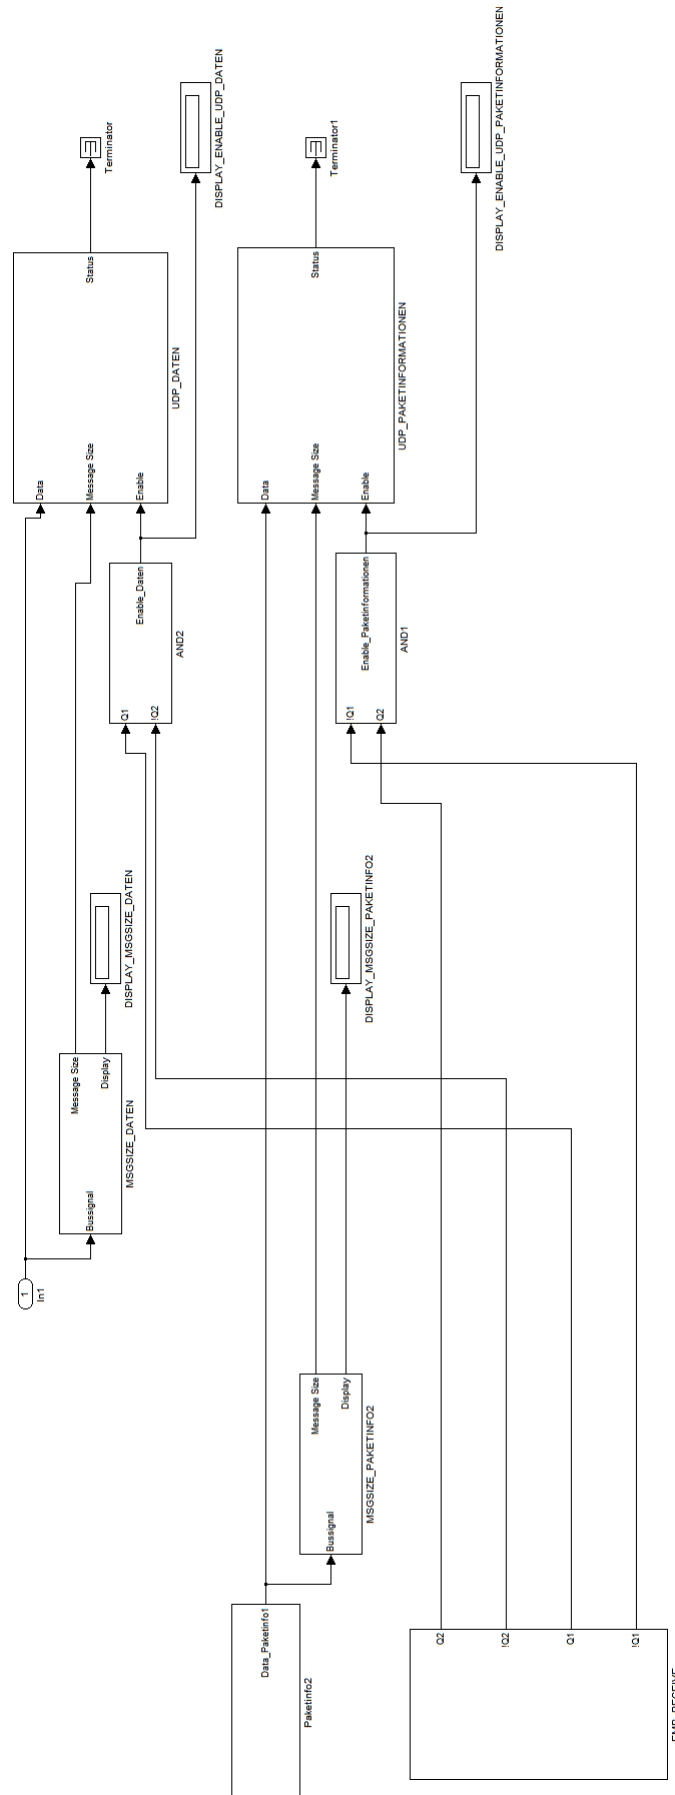 1
In1
Bussignal
Message Size
Display
MSGSIZE_DATEN
DISPLAY_MSGSIZE_DATEN
Data
Message Size
Enable
Status
UDP_DATEN
Terminator
Q1
!Q2
Enable_Daten
AND2
DISPLAY_ENABLE_UDP_DATEN
Data_Paketinfo1
Paketinfo2
Bussignal
Message Size
Display
MSGSIZE_PAKETINFO2
DISPLAY_MSGSIZE_PAKETINFO2
Data
Message Size
Enable
Status
UDP_PAKETINFORMATIONEN
Terminator1
!Q1
Q2
Enable_Paketinformationen
AND1
DISPLAY_ENABLE_UDP_PAKETINFORMATIONEN
Q2
!Q2
Q1
!Q1